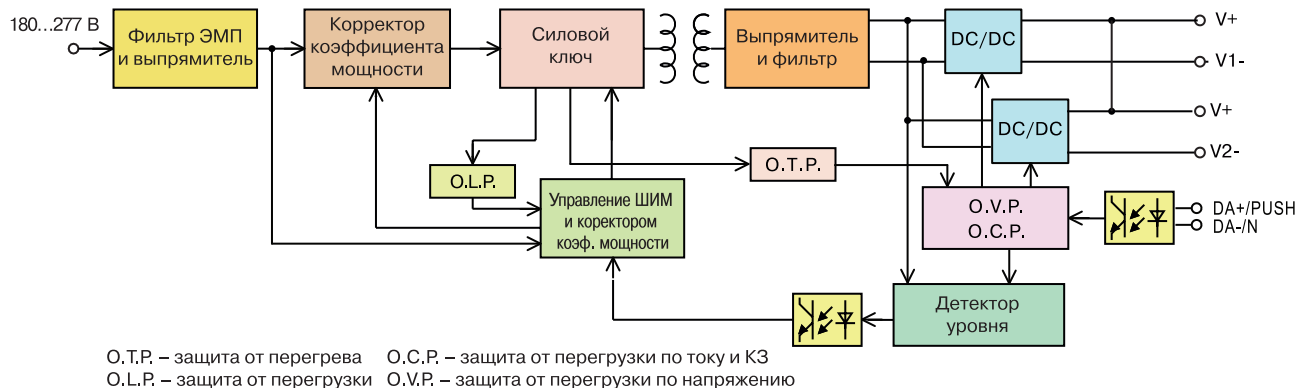 180...277 В
Фильтр ЭМП
и выпрямитель
Корректор
коэффициента
мощности
Силовой
ключ
Выпрямитель
и фильтр
DC/DC
V+
V1-
DC/DC
V+
V2-
O.L.P.
O.T.P.
Управление ШИМ
и коректором
коэф. мощности
O.V.P.
O.C.P.
DA+/PUSH
DA-/N
Детектор
уровня
O.T.P. – защита от перегрева O.C.P. – защита от перегрузки по току и КЗ
O.L.P. – защита от перегрузки O.V.P. – защита от перегрузки по напряжению